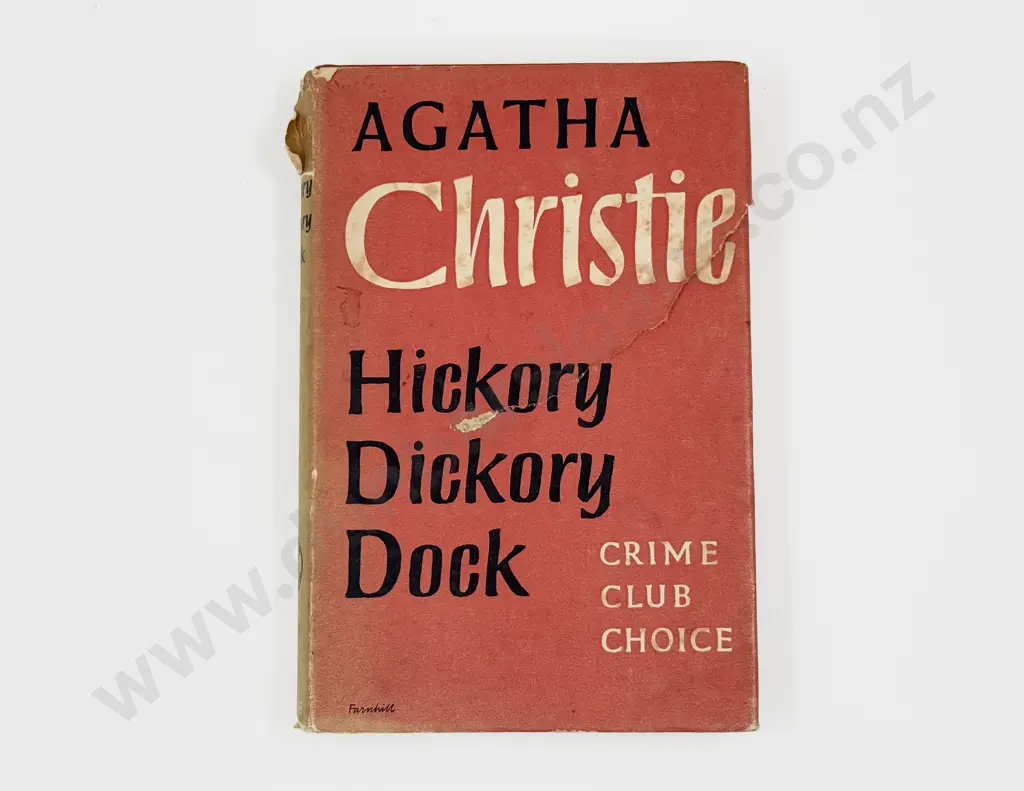 AGATHA
Christie
Hickory
Dickory
Dock
CRIME
CLUB
CHOICE
Farnhill